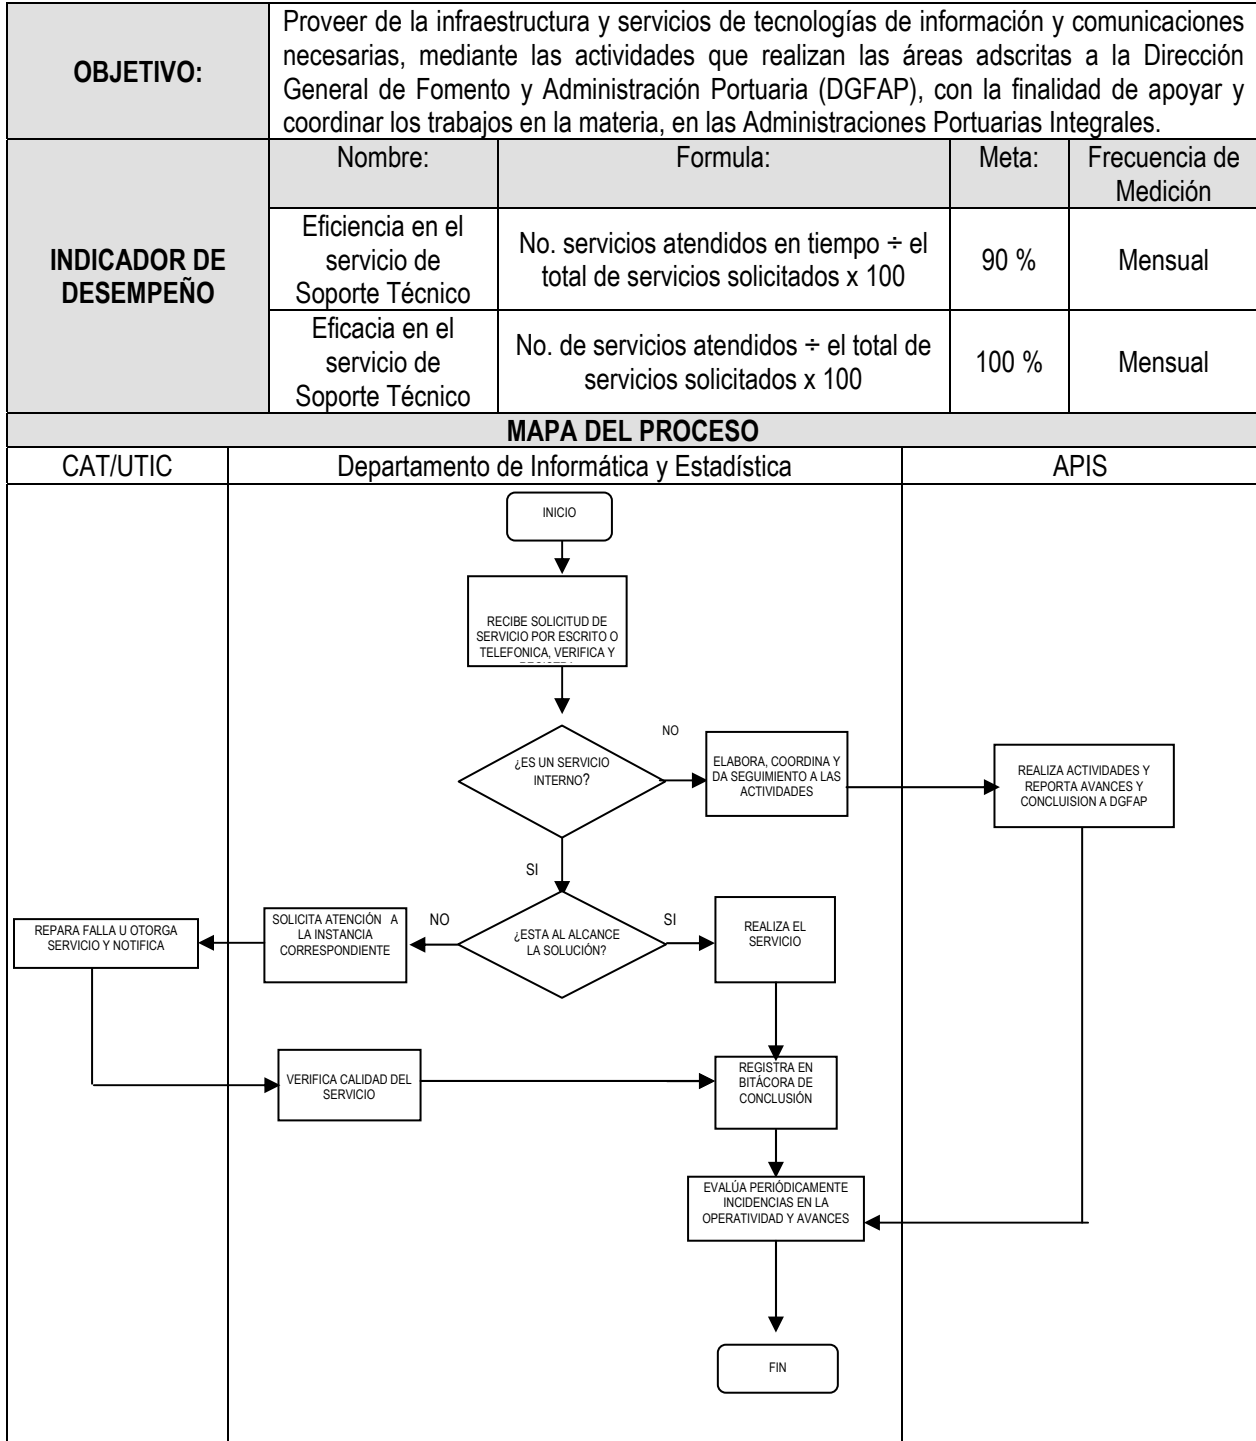 OBJETIVO:
Proveer de la infraestructura y servicios de tecnologías de información y comunicaciones
necesarias, mediante las actividades que realizan las áreas adscritas a la Dirección
General de Fomento y Administración Portuaria (DGFAP), con la finalidad de apoyar y
coordinar los trabajos en la materia, en las Administraciones Portuarias Integrales.
INDICADOR DE
DESEMPEÑO
Nombre:
Formula:
Meta:
Frecuencia de
Medición
Eficiencia en el
servicio de
Soporte Técnico
No. servicios atendidos en tiempo ÷ el
total de servicios solicitados x 100
90 %
Mensual
Eficacia en el
servicio de
Soporte Técnico
No. de servicios atendidos ÷ el total de
servicios solicitados x 100
100 %
Mensual
MAPA DEL PROCESO
CAT/UTIC
Departamento de Informática y Estadística
APIS
INICIO
RECIBE SOLICITUD DE
SERVICIO POR ESCRITO O
TELEFONICA, VERIFICA Y
¿ES UN SERVICIO
INTERNO?
NO
ELABORA, COORDINA Y
DA SEGUIMIENTO A LAS
ACTIVIDADES
REALIZA ACTIVIDADES Y
REPORTA AVANCES Y
CONCLUISION A DGFAP
SI
REPARA FALLA U OTORGA
SERVICIO Y NOTIFICA
SOLICITA ATENCIÓN A
LA INSTANCIA
CORRESPONDIENTE
NO
¿ESTA AL ALCANCE
LA SOLUCIÓN?
SI
REALIZA EL
SERVICIO
VERIFICA CALIDAD DEL
SERVICIO
REGISTRA EN
BITÁCORA DE
CONCLUSIÓN
EVALÚA PERIÓDICAMENTE
INCIDENCIAS EN LA
OPERATIVIDAD Y AVANCES
FIN